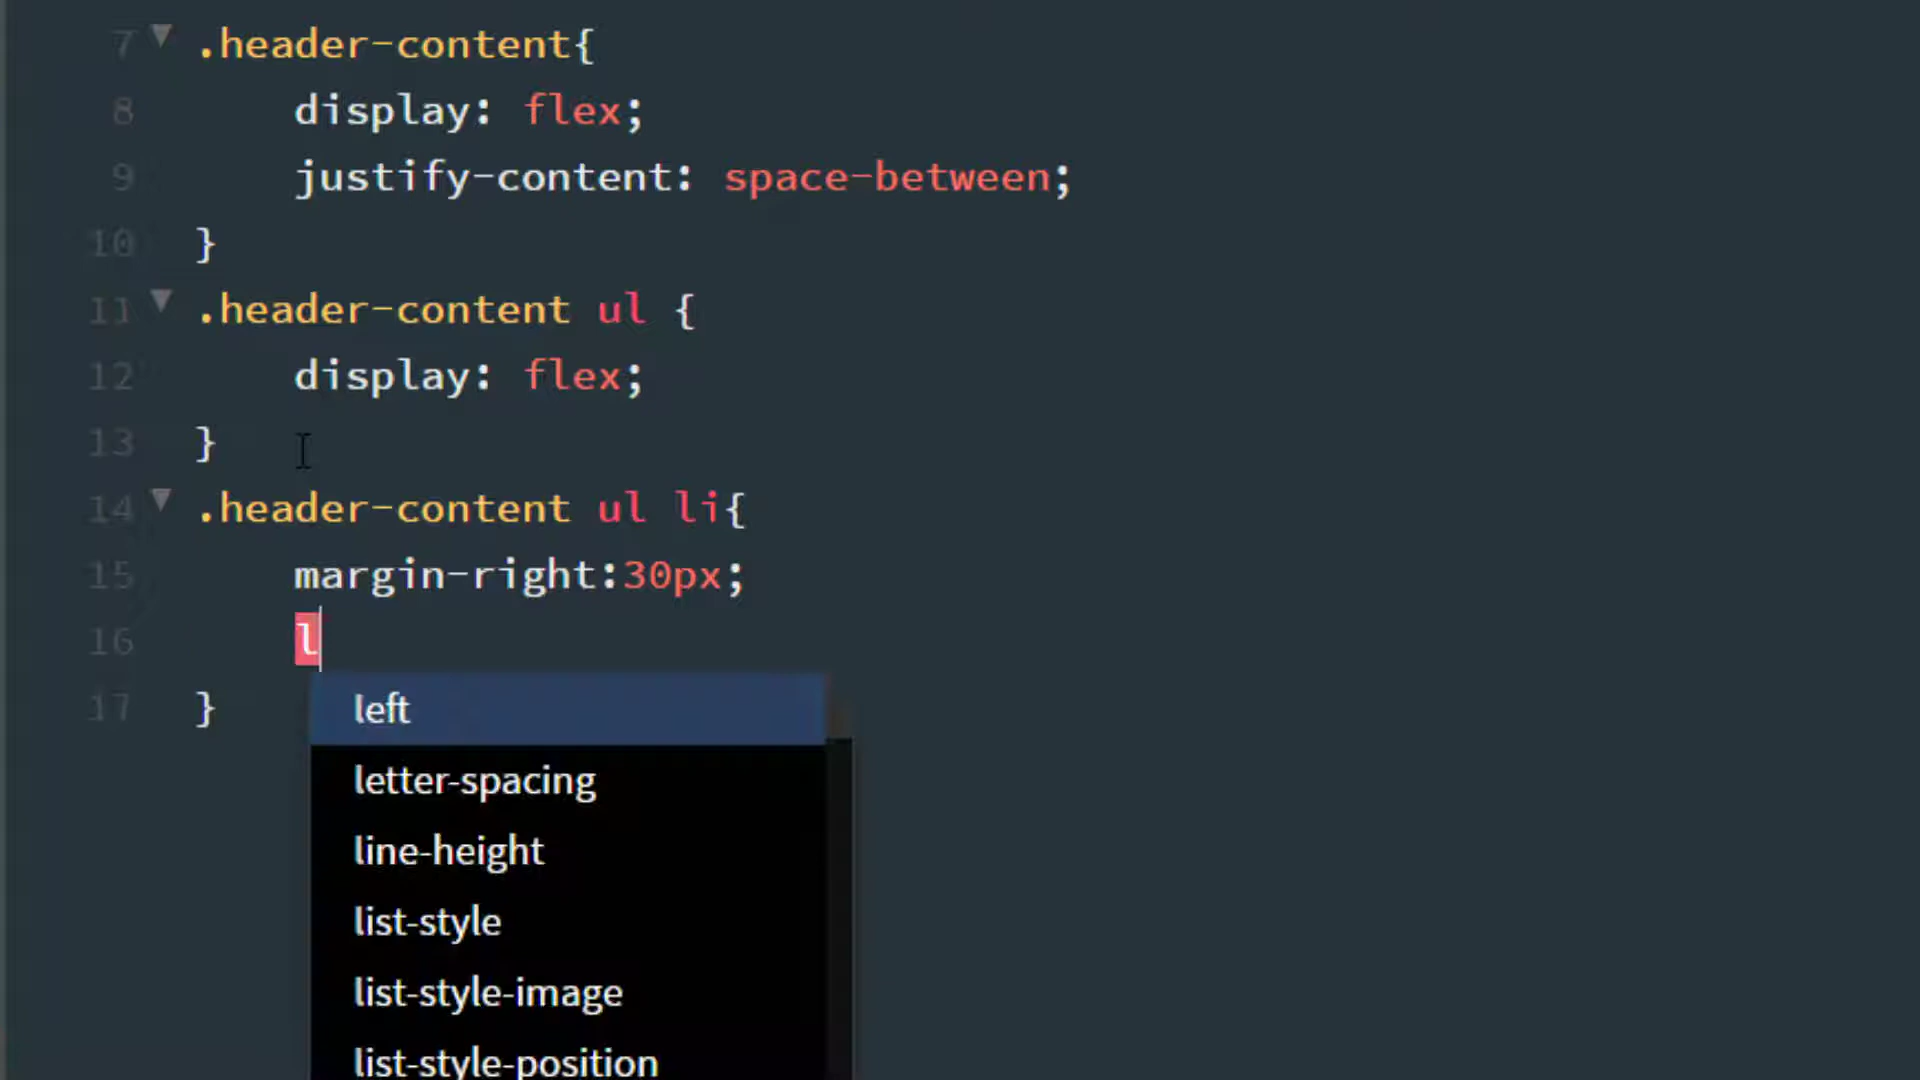 7 .header-content{
8 display: flex;
9 justify-content: space-between;
10 }
11 .header-content ul {
12 display: flex;
13 }
14 .header-content ul li{
15 margin-right:30px;
16 l
17 }
left
letter-spacing
line-height
list-style
list-style-image
list-style-position